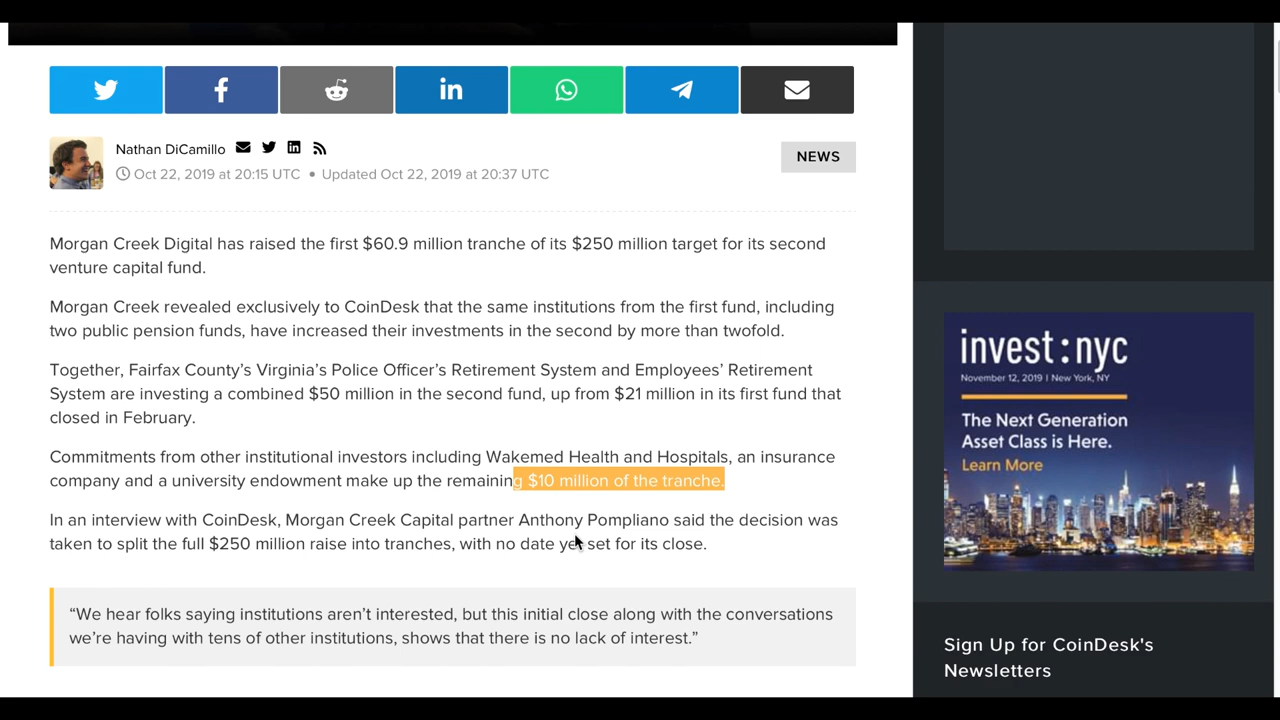 Nathan DiCamillo
Oct 22, 2019 at 20:15 UTC • Updated Oct 22, 2019 at 20:37 UTC
NEWS
Morgan Creek Digital has raised the first $60.9 million tranche of its $250 million target for its second
venture capital fund.
Morgan Creek revealed exclusively to CoinDesk that the same institutions from the first fund, including
two public pension funds, have increased their investments in the second by more than twofold.
Together, Fairfax County’s Virginia’s Police Officer’s Retirement System and Employees’ Retirement
System are investing a combined $50 million in the second fund, up from $21 million in its first fund that
closed in February.
Commitments from other institutional investors including Wakemed Health and Hospitals, an insurance
company and a university endowment make up the remaining $10 million of the tranche.
In an interview with CoinDesk, Morgan Creek Capital partner Anthony Pompliano said the decision was
taken to split the full $250 million raise into tranches, with no date yet set for its close.
“We hear folks saying institutions aren’t interested, but this initial close along with the conversations
we’re having with tens of other institutions, shows that there is no lack of interest.”
invest:nyc
November 12, 2019 | New York, NY
The Next Generation
Asset Class is Here.
Learn More
Sign Up for CoinDesk's
Newsletters